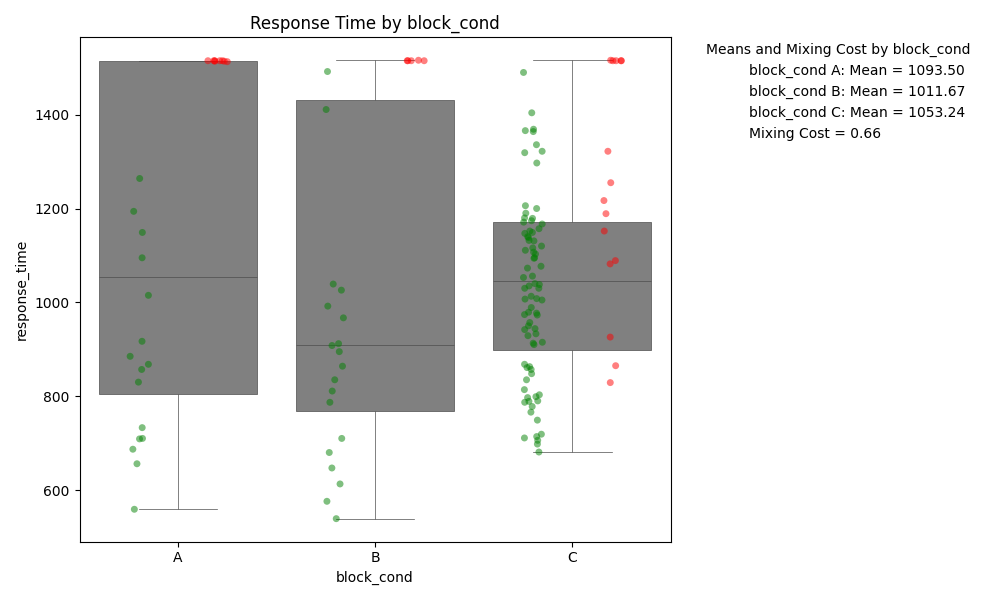 Response Time by block_cond
Means and Mixing Cost by block_cond
block_cond A: Mean = 1093.50
block_cond B: Mean = 1011.67
block_cond C: Mean = 1053.24
Mixing Cost = 0.66
response_time
1400
1200
1000
800
600
A B C
block_cond